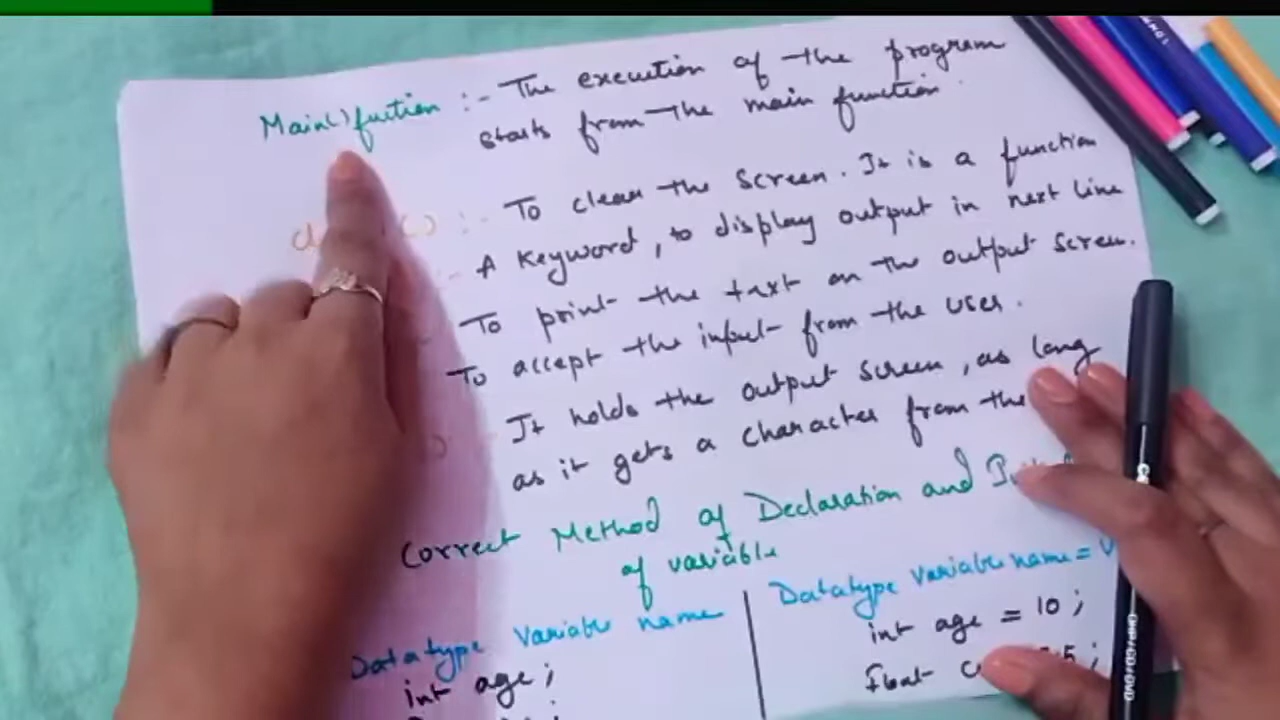 Main() fuction :- The execution of the program
starts from the main function.
() :- To clear the screen. It is a function
:- A Keyword, to display output in next line
To print the text on the output screen.
To accept the input from the user.
) It holds the output screen, as long
as it gets a character from the
Correct Method of Declaration and
of variable
Datatype Variable name
int age;
Datatype Variable name =
int age = 10;
float
CD/DVD